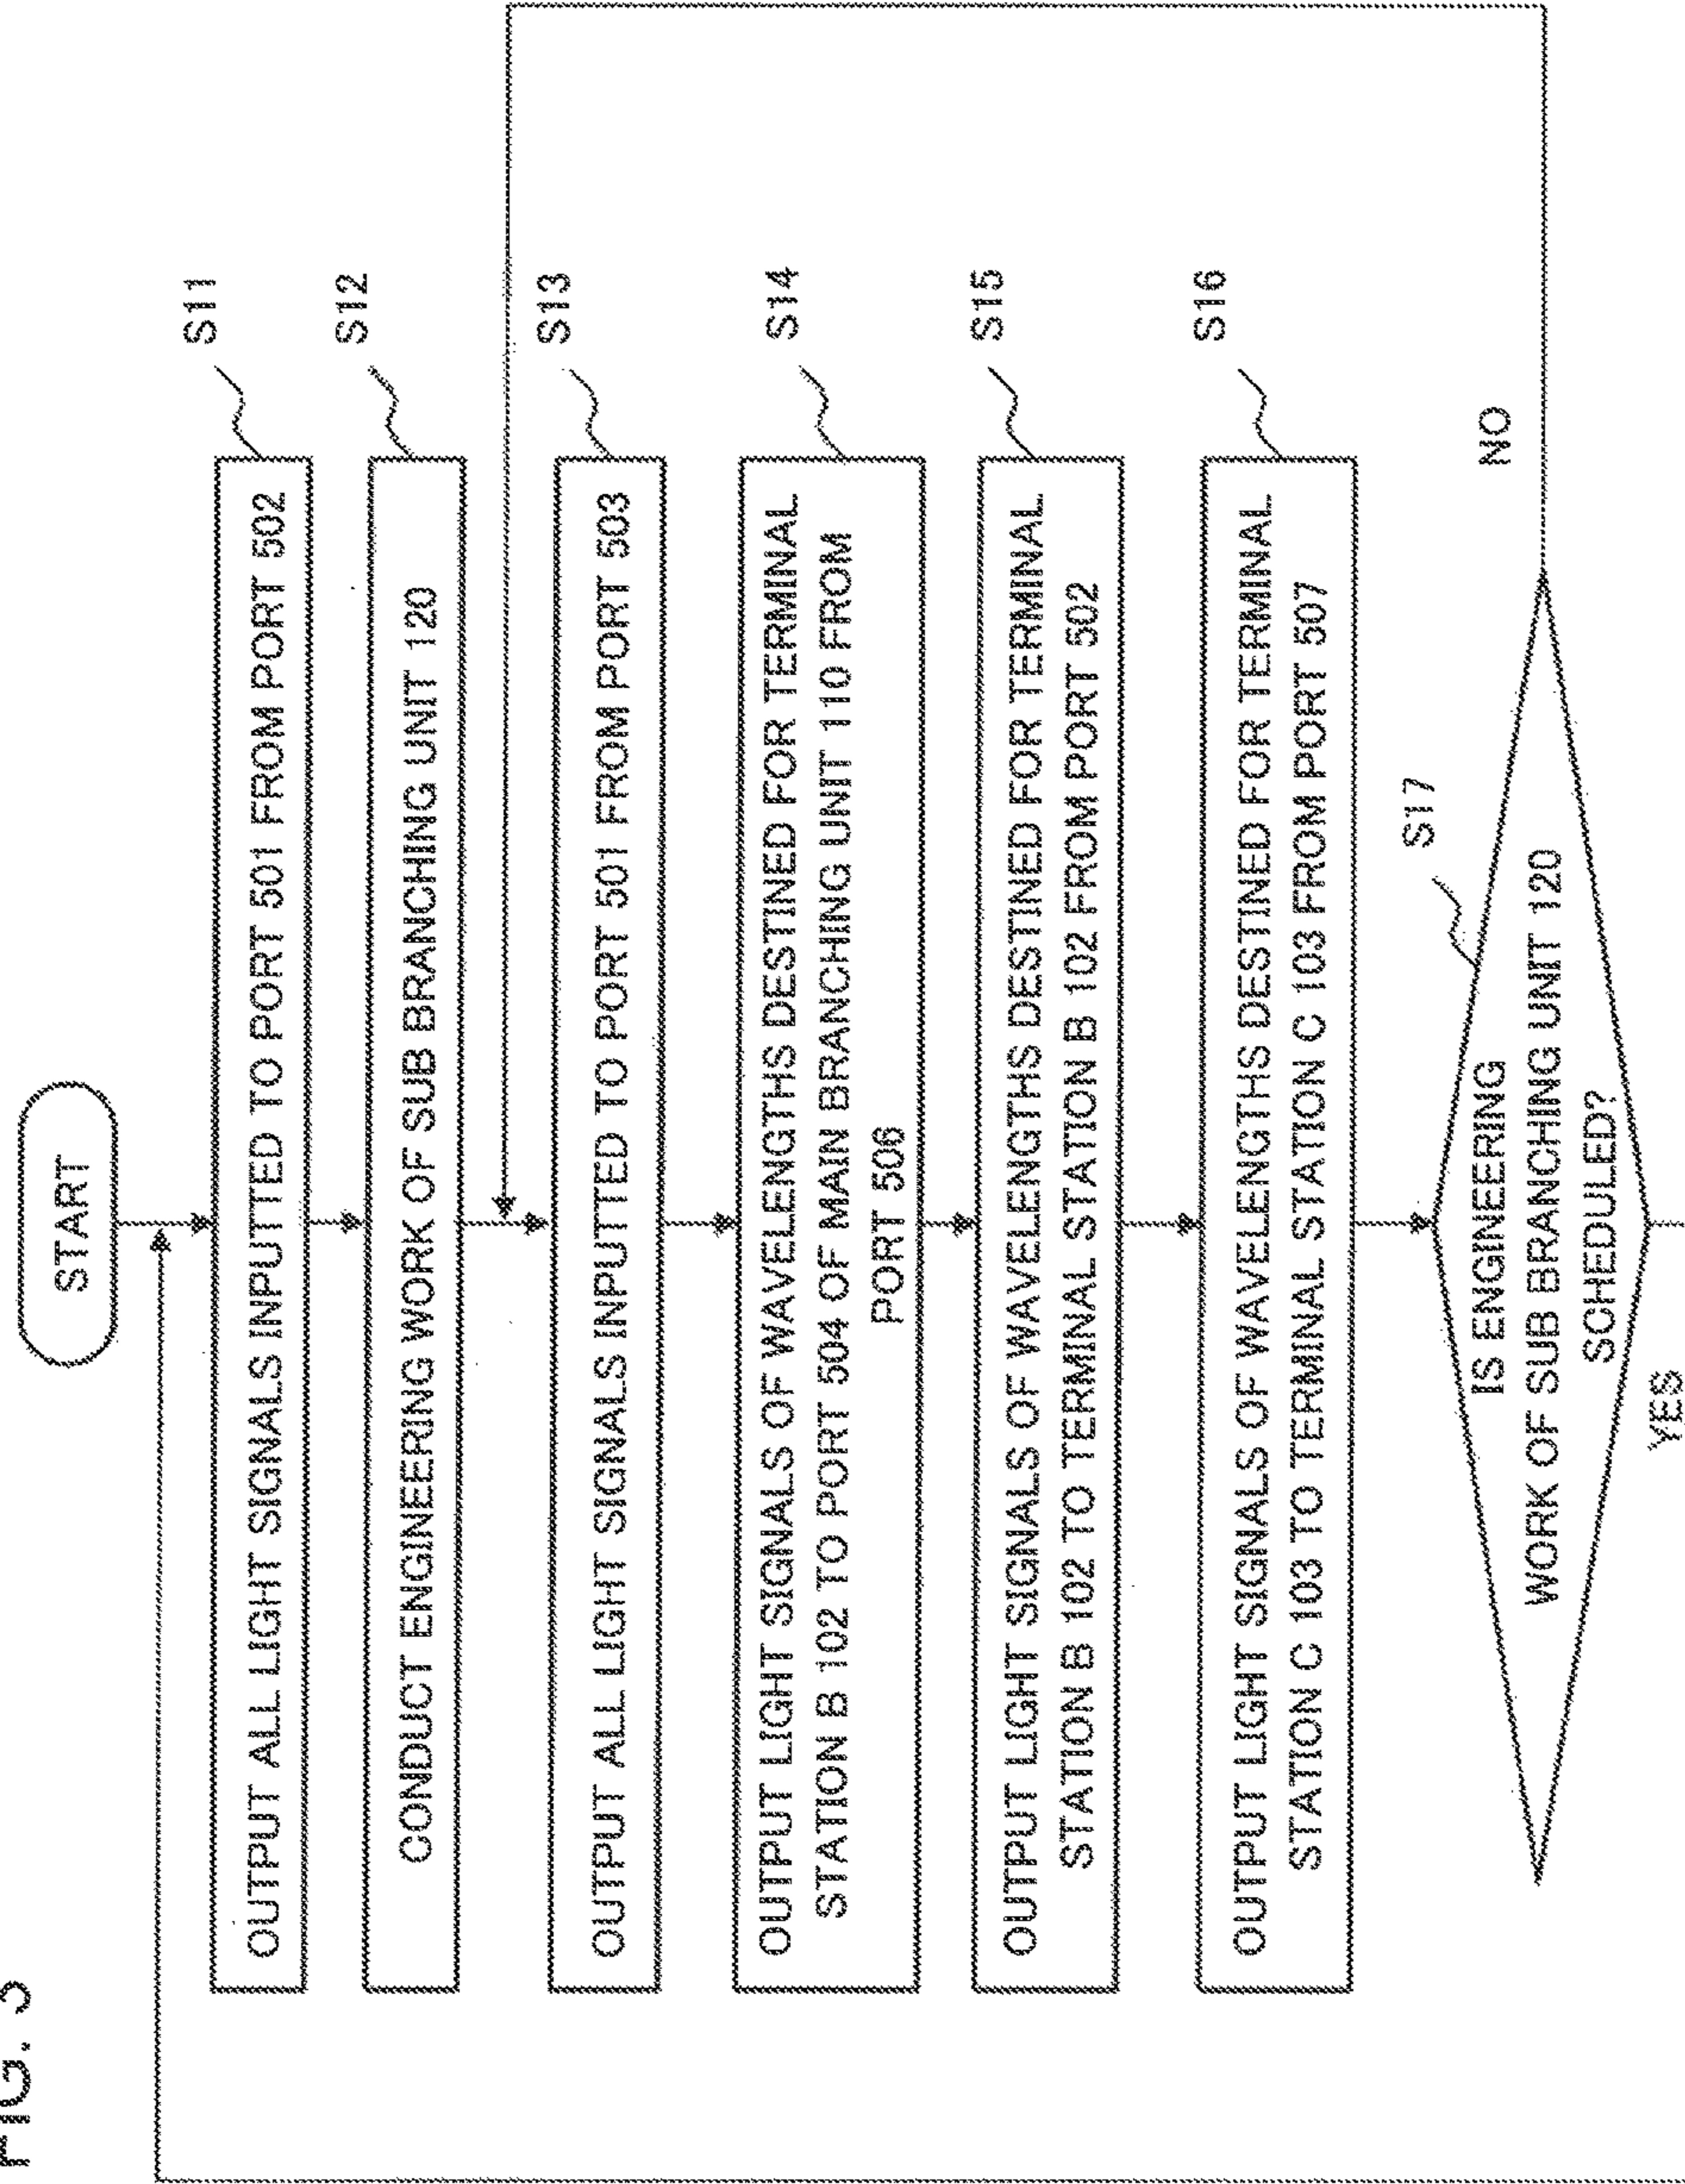 FIG. 3
START
OUTPUT ALL LIGHT SIGNALS INPUTTED TO PORT 501 FROM PORT 502
S11
CONDUCT ENGINEERING WORK OF SUB BRANCHING UNIT 120
S12
OUTPUT ALL LIGHT SIGNALS INPUTTED TO PORT 501 FROM PORT 503
S13
OUTPUT LIGHT SIGNALS OF WAVELENGTHS DESTINED FOR TERMINAL
STATION B 102 TO PORT 504 OF MAIN BRANCHING UNIT 110 FROM
PORT 506
S14
OUTPUT LIGHT SIGNALS OF WAVELENGTHS DESTINED FOR TERMINAL
STATION B 102 TO TERMINAL STATION B 102 FROM PORT 502
S15
OUTPUT LIGHT SIGNALS OF WAVELENGTHS DESTINED FOR TERMINAL
STATION C 103 TO TERMINAL STATION C 103 FROM PORT 507
S16
S17
IS ENGINEERING
WORK OF SUB BRANCHING UNIT 120
SCHEDULED?
NO
YES